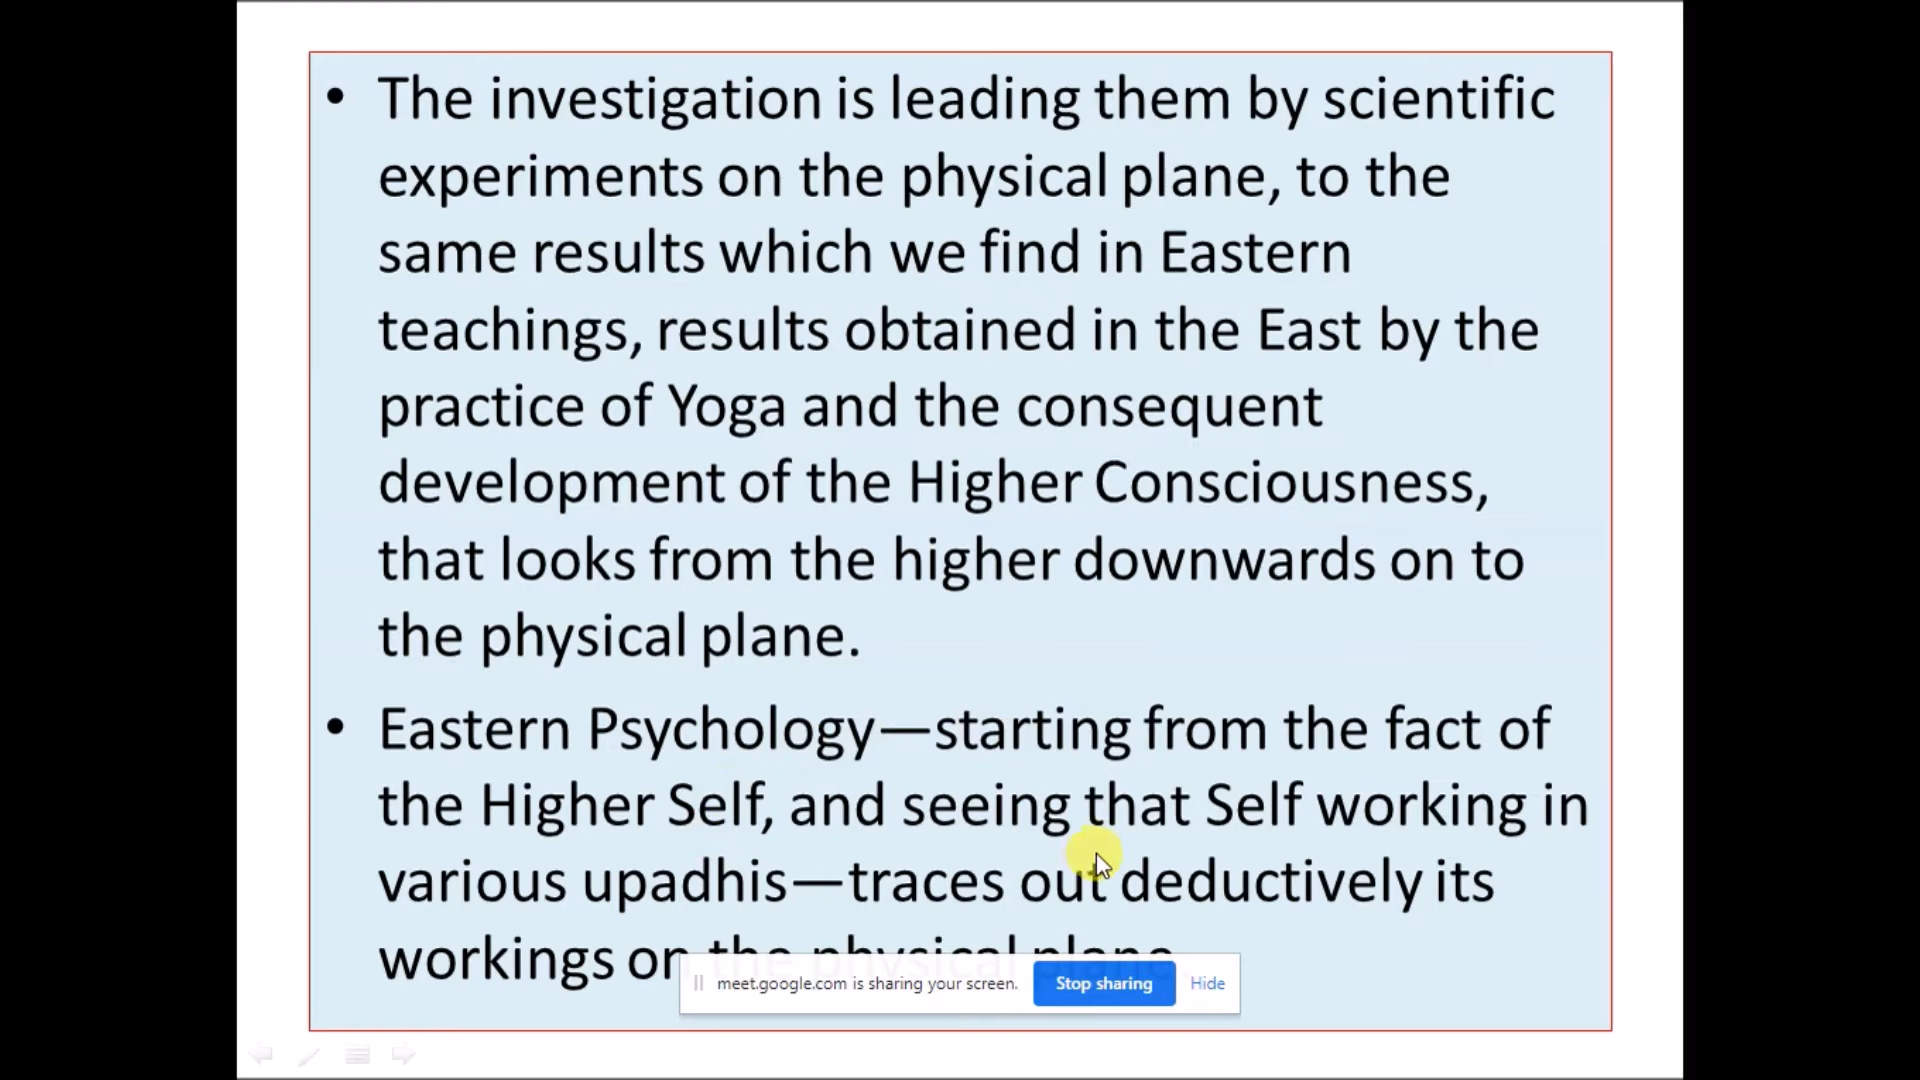 • The investigation is leading them by scientific
experiments on the physical plane, to the
same results which we find in Eastern
teachings, results obtained in the East by the
practice of Yoga and the consequent
development of the Higher Consciousness,
that looks from the higher downwards on to
the physical plane.
• Eastern Psychology—starting from the fact of
the Higher Self, and seeing that Self working in
various upadhis—traces out deductively its
workings on the physical plane.
meet.google.com is sharing your screen. Stop sharing Hide